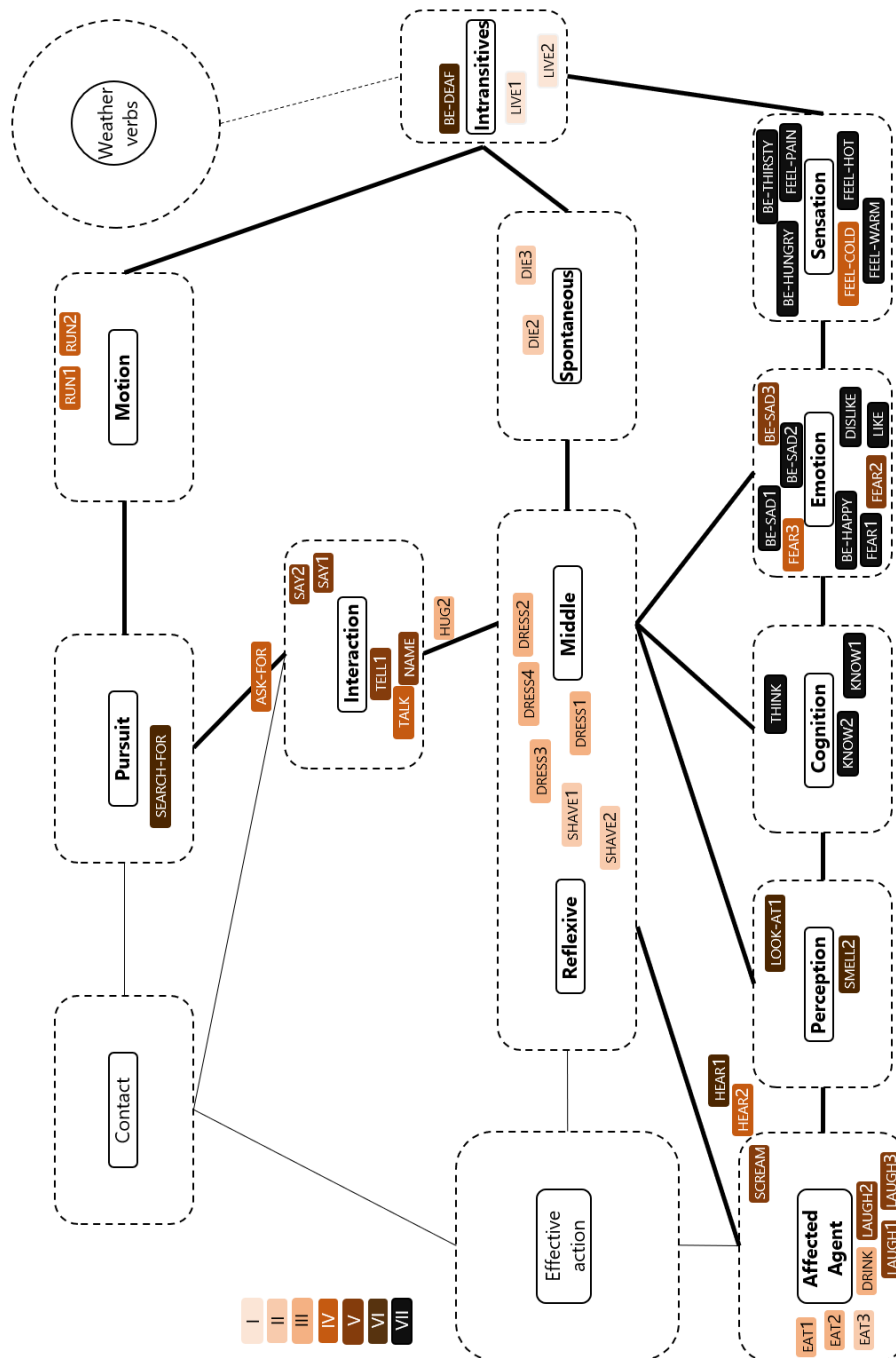 Contact
SEARCH-FOR
Pursuit
RUN1
RUN2
Motion
Weather
verbs
I
II
III
IV
V
VI
VII
ASK-FOR
SAY2
SAY1
Interaction
TELL1
TALK
NAME
HUG2
BE-DEAF
Intransitives
LIVE1
LIVE2
Effective
action
Reflexive
Middle
DRESS2
DRESS4
DRESS3
DRESS1
SHAVE1
SHAVE2
DIE3
DIE2
Spontaneous
HEAR1
HEAR2
SCREAM
Affected
Agent
EAT1
EAT2
EAT3
DRINK
LAUGH2
LAUGH1
LAUGH3
LOOK-AT1
Perception
SMELL2
THINK
Cognition
KNOW2
KNOW1
BE-SAD1
BE-SAD3
FEAR3
BE-SAD2
Emotion
BE-HAPPY
DISLIKE
FEAR1
FEAR2
LIKE
BE-THIRSTY
BE-HUNGRY
FEEL-PAIN
Sensation
FEEL-COLD
FEEL-HOT
FEEL-WARM